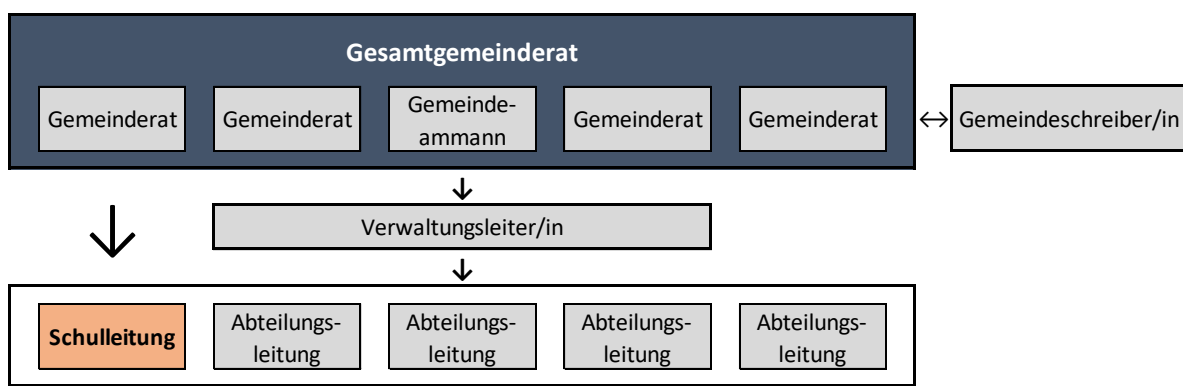 Gesamtgemeinderat
Gemeinderat
Gemeinderat
Gemeinde-
ammann
Gemeinderat
Gemeinderat
Gemeindeschreiber/in
Verwaltungsleiter/in
Schulleitung
Abteilungs-
leitung
Abteilungs-
leitung
Abteilungs-
leitung
Abteilungs-
leitung